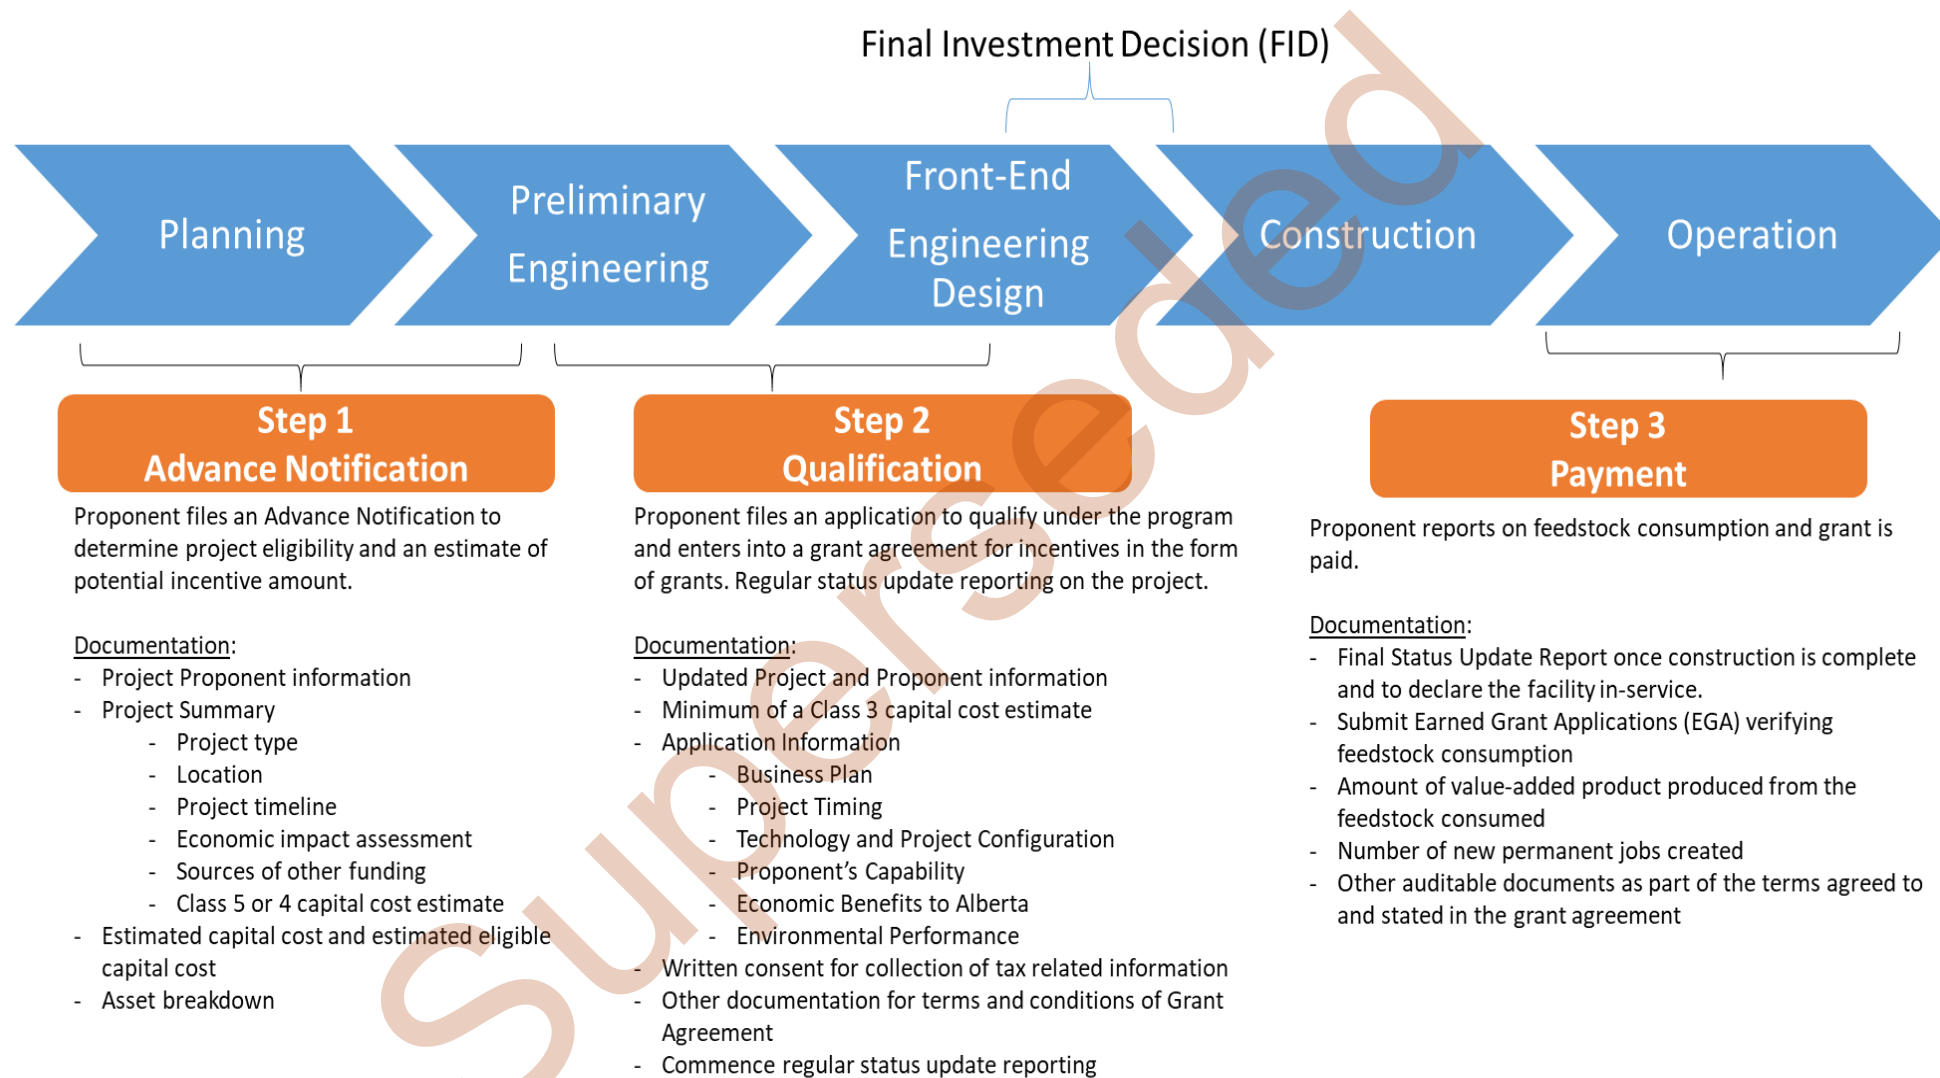 Final Investment Decision (FID)
Planning
Preliminary
Engineering
Front-End
Engineering
Design
Construction
Operation
Step 1
Advance Notification
Proponent files an Advance Notification to
determine project eligibility and an estimate of
potential incentive amount.
Documentation:
- Project Proponent information
- Project Summary
- Project type
- Location
- Project timeline
- Economic impact assessment
- Sources of other funding
- Class 5 or 4 capital cost estimate
- Estimated capital cost and estimated eligible
capital cost
- Asset breakdown
Step 2
Qualification
Proponent files an application to qualify under the program
and enters into a grant agreement for incentives in the form
of grants. Regular status update reporting on the project.
Documentation:
- Updated Project and Proponent information
- Minimum of a Class 3 capital cost estimate
- Application Information
- Business Plan
- Project Timing
- Technology and Project Configuration
- Proponent’s Capability
- Economic Benefits to Alberta
- Environmental Performance
- Written consent for collection of tax related information
- Other documentation for terms and conditions of Grant
Agreement
- Commence regular status update reporting
Step 3
Payment
Proponent reports on feedstock consumption and grant is
paid.
Documentation:
- Final Status Update Report once construction is complete
and to declare the facility in-service.
- Submit Earned Grant Applications (EGA) verifying
feedstock consumption
- Amount of value-added product produced from the
feedstock consumed
- Number of new permanent jobs created
- Other auditable documents as part of the terms agreed to
and stated in the grant agreement
Superseded